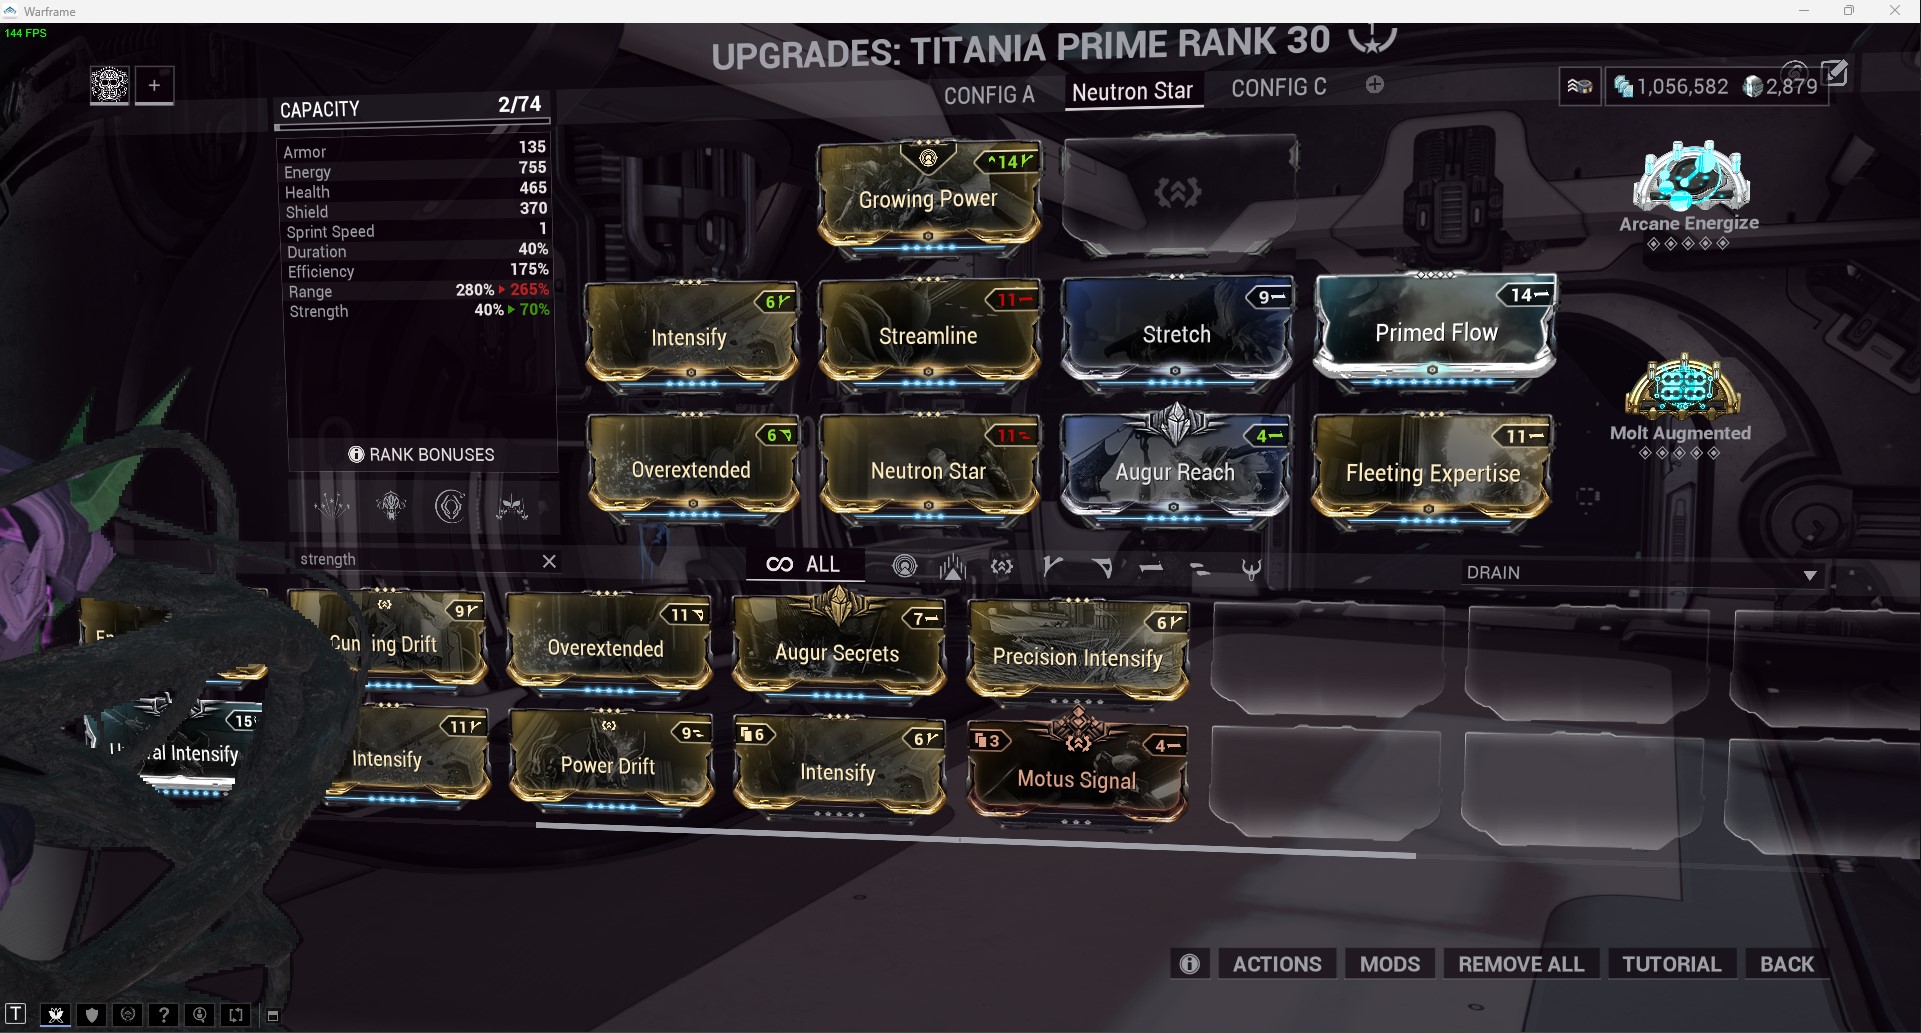 Warframe
144 FPS
UPGRADES: TITANIA PRIME RANK 30
CONFIG A
Neutron Star
CONFIG C
1,056,582
2,879
CAPACITY 2/74
Armor 135
Energy 755
Health 465
Shield 370
Sprint Speed 1
Duration 40%
Efficiency 175%
Range 280% 265%
Strength 40% 70%
RANK BONUSES
14
Growing Power
Arcane Energize
6
Intensify
11
Streamline
9
Stretch
14
Primed Flow
6
Overextended
11
Neutron Star
4
Augur Reach
11
Fleeting Expertise
Molt Augmented
strength
ALL
DRAIN
9
Drift
11
Overextended
7
Augur Secrets
6
Precision Intensify
15
Intensify
11
Intensify
9
Power Drift
6 6
Intensify
3 4
Motus Signal
ACTIONS
MODS
REMOVE ALL
TUTORIAL
BACK
T
?